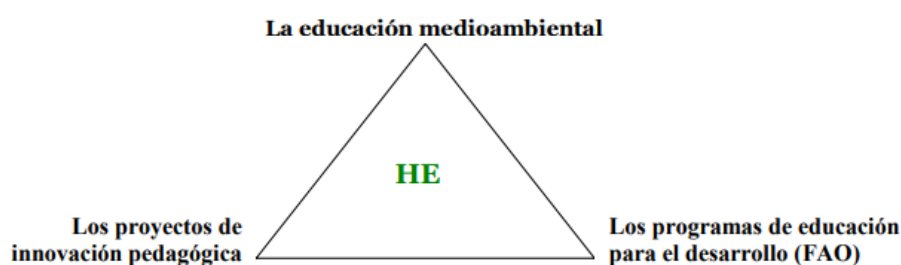 La educación medioambiental
HE
Los proyectos de
innovación pedagógica
Los programas de educación
para el desarrollo (FAO)